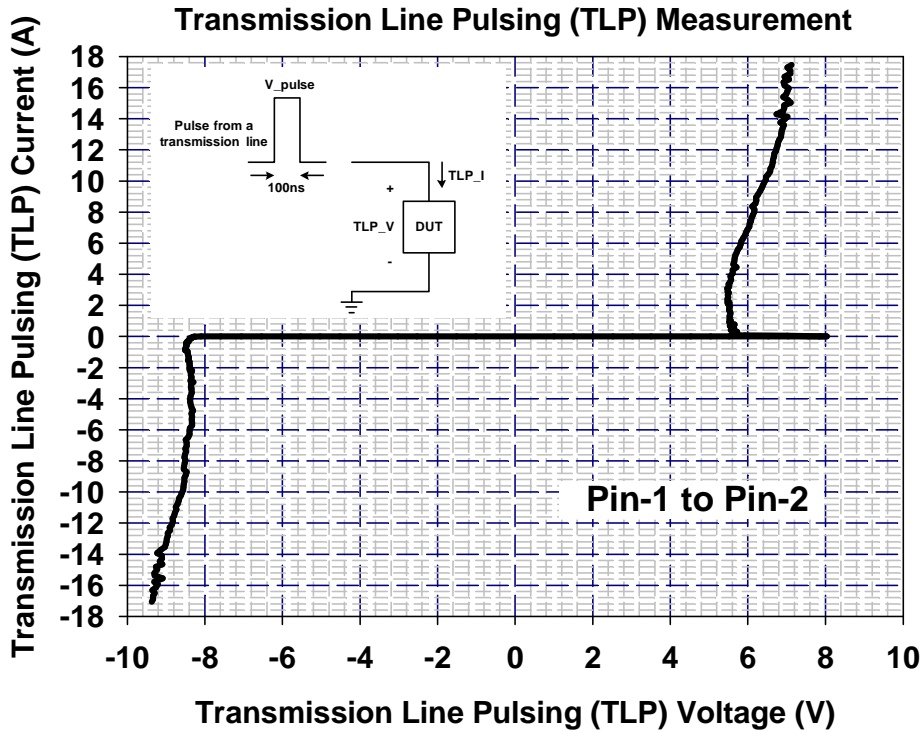 Transmission Line Pulsing (TLP) Measurement
Transmission Line Pulsing (TLP) Current (A)
18
16
14
12
10
8
6
4
2
0
-2
-4
-6
-8
-10
-12
-14
-16
-18
V_pulse
Pulse from a
transmission line
100ns
TLP_I
+
TLP_V
DUT
-
Pin-1 to Pin-2
-10 -8 -6 -4 -2 0 2 4 6 8 10
Transmission Line Pulsing (TLP) Voltage (V)